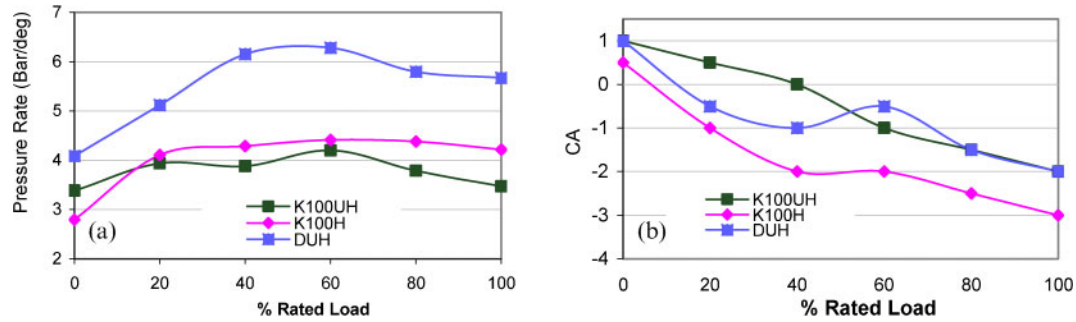 Pressure Rate (Bar/deg)
7
6
5
4
3
2
(a)
K100UH
K100H
DUH
0 20 40 60 80 100
% Rated Load
CA
1
0
-1
-2
-3
-4
(b)
K100UH
K100H
DUH
0 20 40 60 80 100
% Rated Load